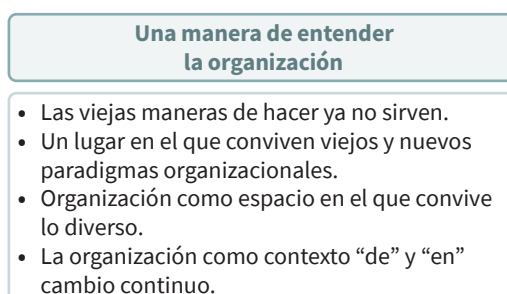 Una manera de entender
la organización
• Las viejas maneras de hacer ya no sirven.
• Un lugar en el que conviven viejos y nuevos
paradigmas organizacionales.
• Organización como espacio en el que convive
lo diverso.
• La organización como contexto “de” y “en”
cambio continuo.